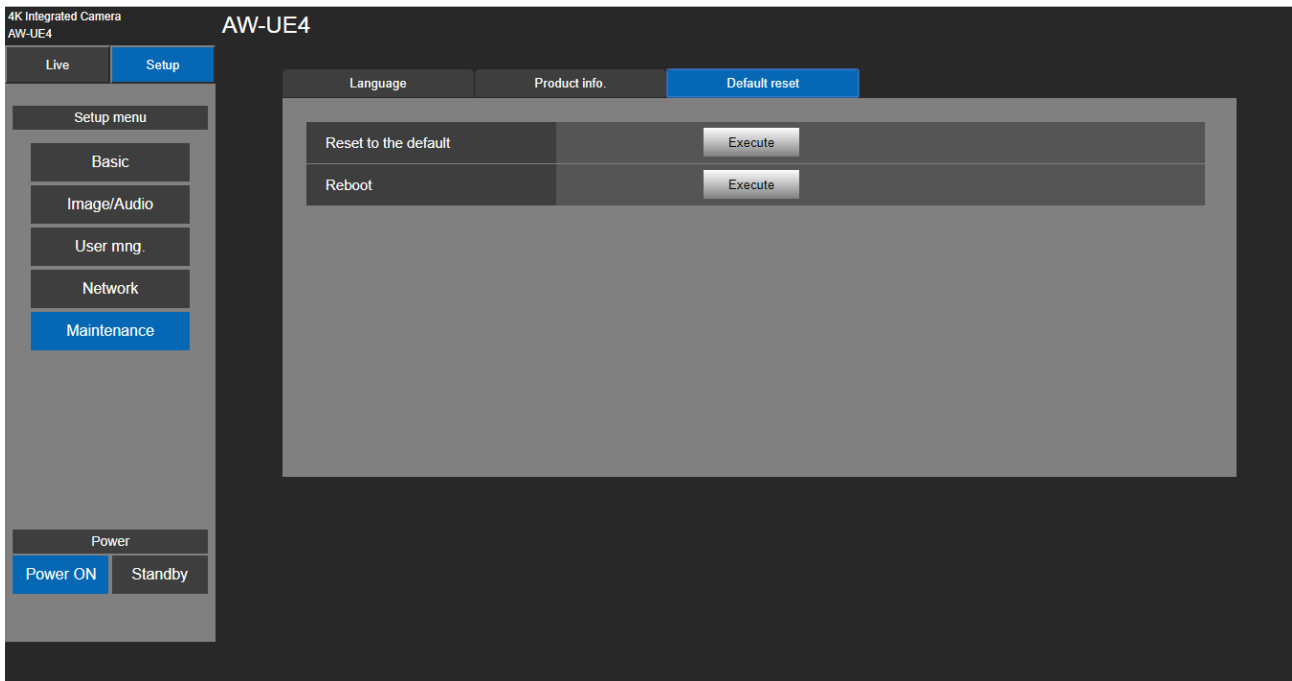 4K Integrated Camera
AW-UE4
AW-UE4
Live
Setup
Setup menu
Basic
Image/Audio
User mng.
Network
Maintenance
Power
Power ON
Standby
Language
Product info.
Default reset
Reset to the default
Execute
Reboot
Execute